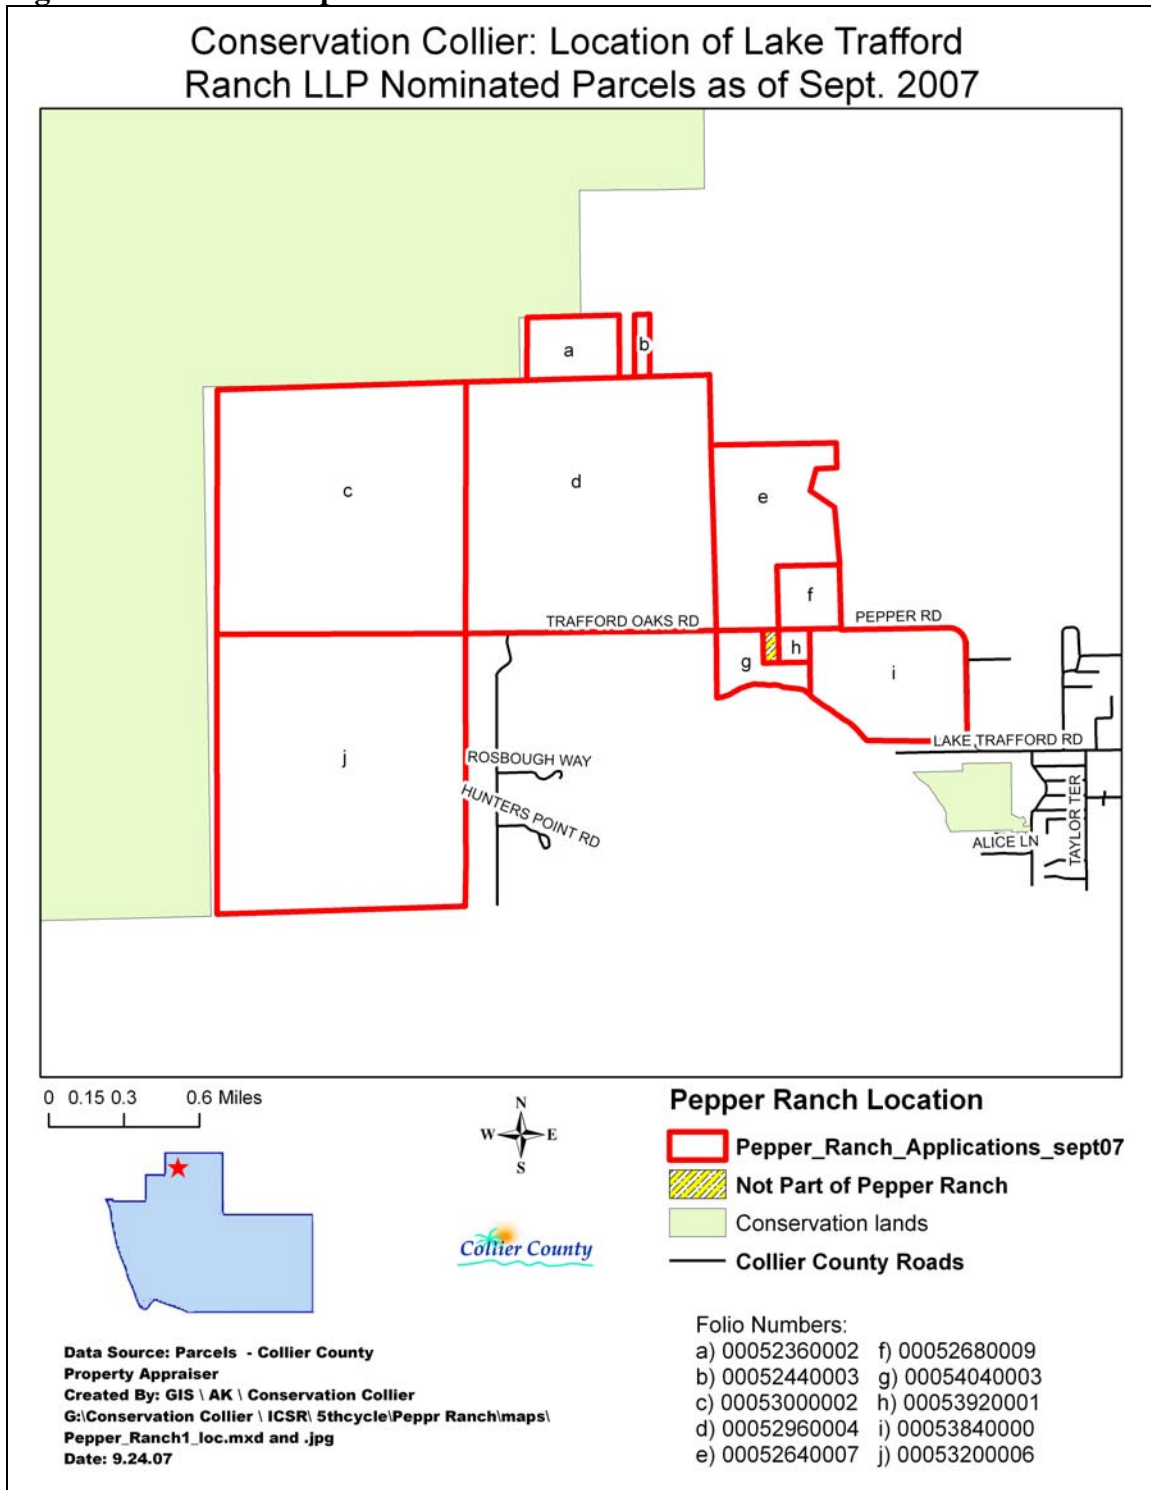 Conservation Collier: Location of Lake Trafford
Ranch LLP Nominated Parcels as of Sept. 2007
a
b
c
d
e
f
TRAFFORD OAKS RD
PEPPER RD
g
h
i
j
LAKE TRAFFORD RD
ROSBOUGH WAY
HUNTERS POINT RD
TAYLOR TER
ALICE LN
0 0.15 0.3 0.6 Miles
N
W E
S
Collier County
Pepper Ranch Location
Pepper_Ranch_Applications_sept07
Not Part of Pepper Ranch
Conservation lands
Collier County Roads
Data Source: Parcels - Collier County
Property Appraiser
Created By: GIS \ AK \ Conservation Collier
G:\Conservation Collier \ ICSR\ 5thcycle\Peppr Ranch\maps\
Pepper_Ranch1_loc.mxd and .jpg
Date: 9.24.07
Folio Numbers:
a) 00052360002 f) 00052680009
b) 00052440003 g) 00054040003
c) 00053000002 h) 00053920001
d) 00052960004 i) 00053840000
e) 00052640007 j) 00053200006